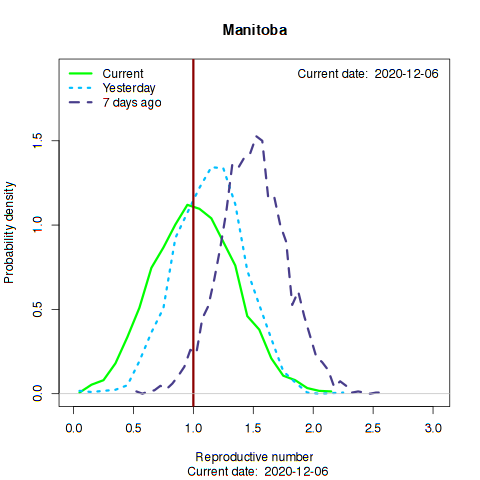 Manitoba
Current
Yesterday
7 days ago
Current date:  2020-12-06
Probability density
0.0
0.5
1.0
1.5
0.0
0.5
1.0
1.5
2.0
2.5
3.0
Reproductive number
Current date:  2020-12-06